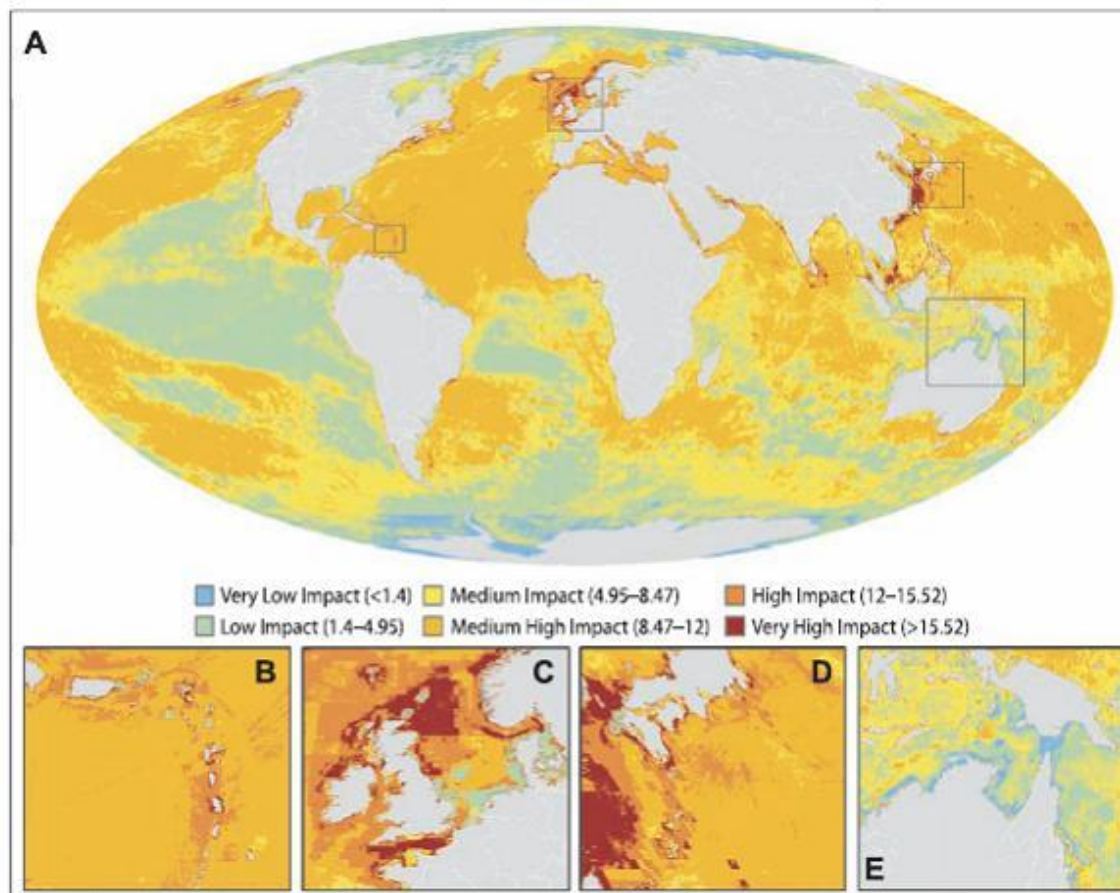 A
Very Low Impact (<1.4) Medium Impact (4.95–8.47) High Impact (12–15.52)
Low Impact (1.4–4.95) Medium High Impact (8.47–12) Very High Impact (>15.52)
B
C
D
E